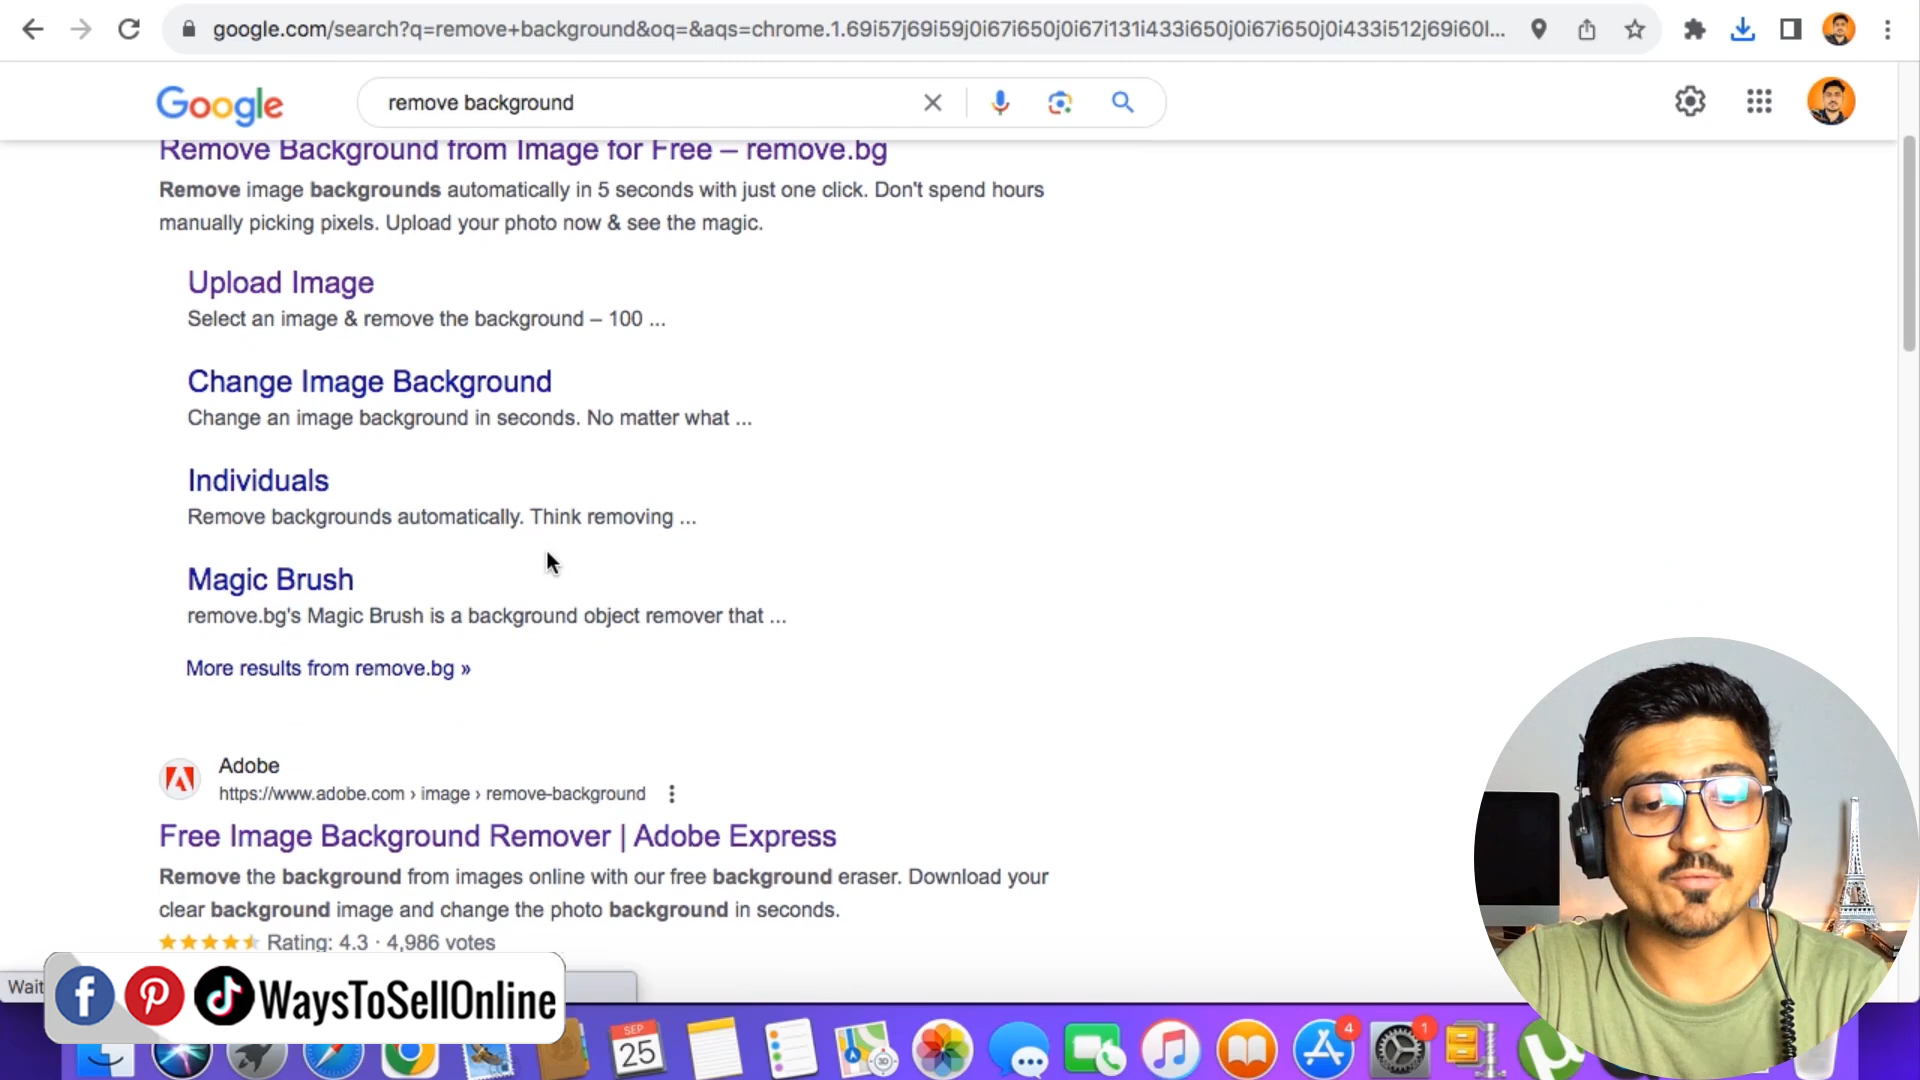 google.com/search?q=remove+background&oq=&aqs=chrome.1.69i57j69i59j0i67i650j0i67i131i433i650j0i67i650j0i433i512j69i60l...
Google
remove background
Remove Background from Image for Free – remove.bg
Remove image backgrounds automatically in 5 seconds with just one click. Don't spend hours
manually picking pixels. Upload your photo now & see the magic.
Upload Image
Select an image & remove the background – 100 ...
Change Image Background
Change an image background in seconds. No matter what ...
Individuals
Remove backgrounds automatically. Think removing ...
Magic Brush
remove.bg's Magic Brush is a background object remover that ...
More results from remove.bg »
Adobe
https://www.adobe.com › image › remove-background
Free Image Background Remover | Adobe Express
Remove the background from images online with our free background eraser. Download your
clear background image and change the photo background in seconds.
Rating: 4.3 · 4,986 votes
Wait
WaysToSellOnline
SEP
25
3D
4
1